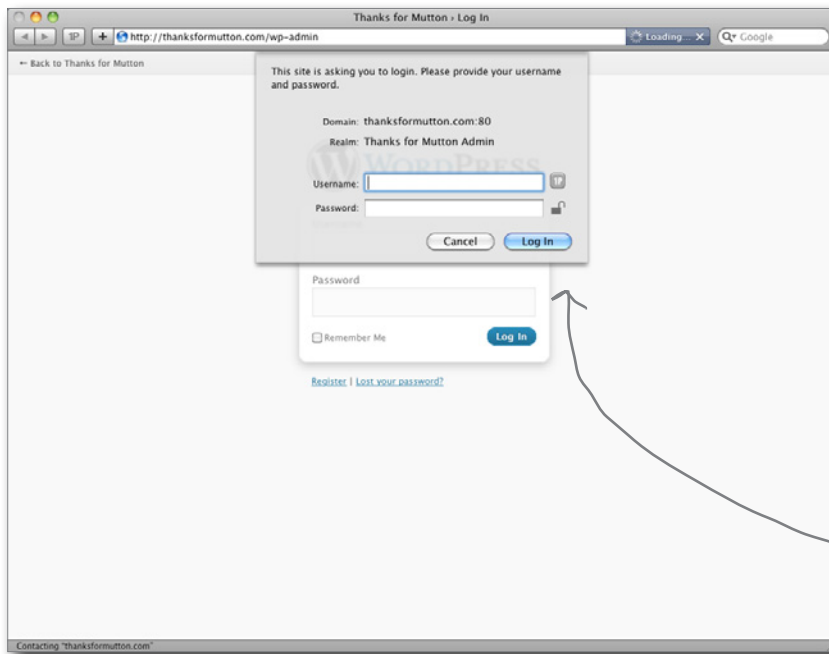 Thanks for Mutton › Log In
1P + http://thanksformutton.com/wp-admin Loading... X Q▾ Google
← Back to Thanks for Mutton
This site is asking you to login. Please provide your username
and password.
Domain: thanksformutton.com:80
Realm: Thanks for Mutton Admin
WORDPRESS
Username:
Password:
Cancel Log In
Password
Remember Me Log In
Register | Lost your password?
Contacting "thanksformutton.com"